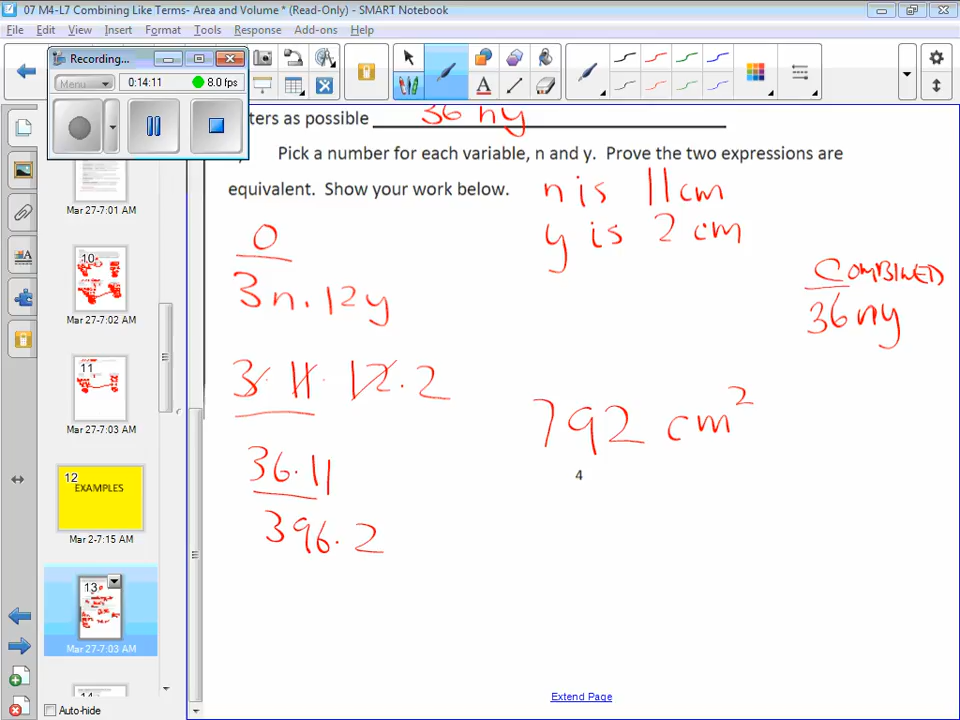 07 M4-L7 Combining Like Terms- Area and Volume * (Read-Only) - SMART Notebook
File Edit View Insert Format Tools Response Add-ons Help
Recording...
Menu 0:14:11 8.0 fps
ters as possible 36 ny
Pick a number for each variable, n and y. Prove the two expressions are
equivalent. Show your work below.
n is 11cm
y is 2 cm
O
3n.12y
COMBINED
36ny
3.11.12.2
792 cm²
4
36.11
396.2
Extend Page
Mar 27-7:01 AM
10
Mar 27-7:02 AM
11
Mar 27-7:03 AM
12
EXAMPLES
Mar 2-7:15 AM
13
Mar 27-7:03 AM
14
Auto-hide